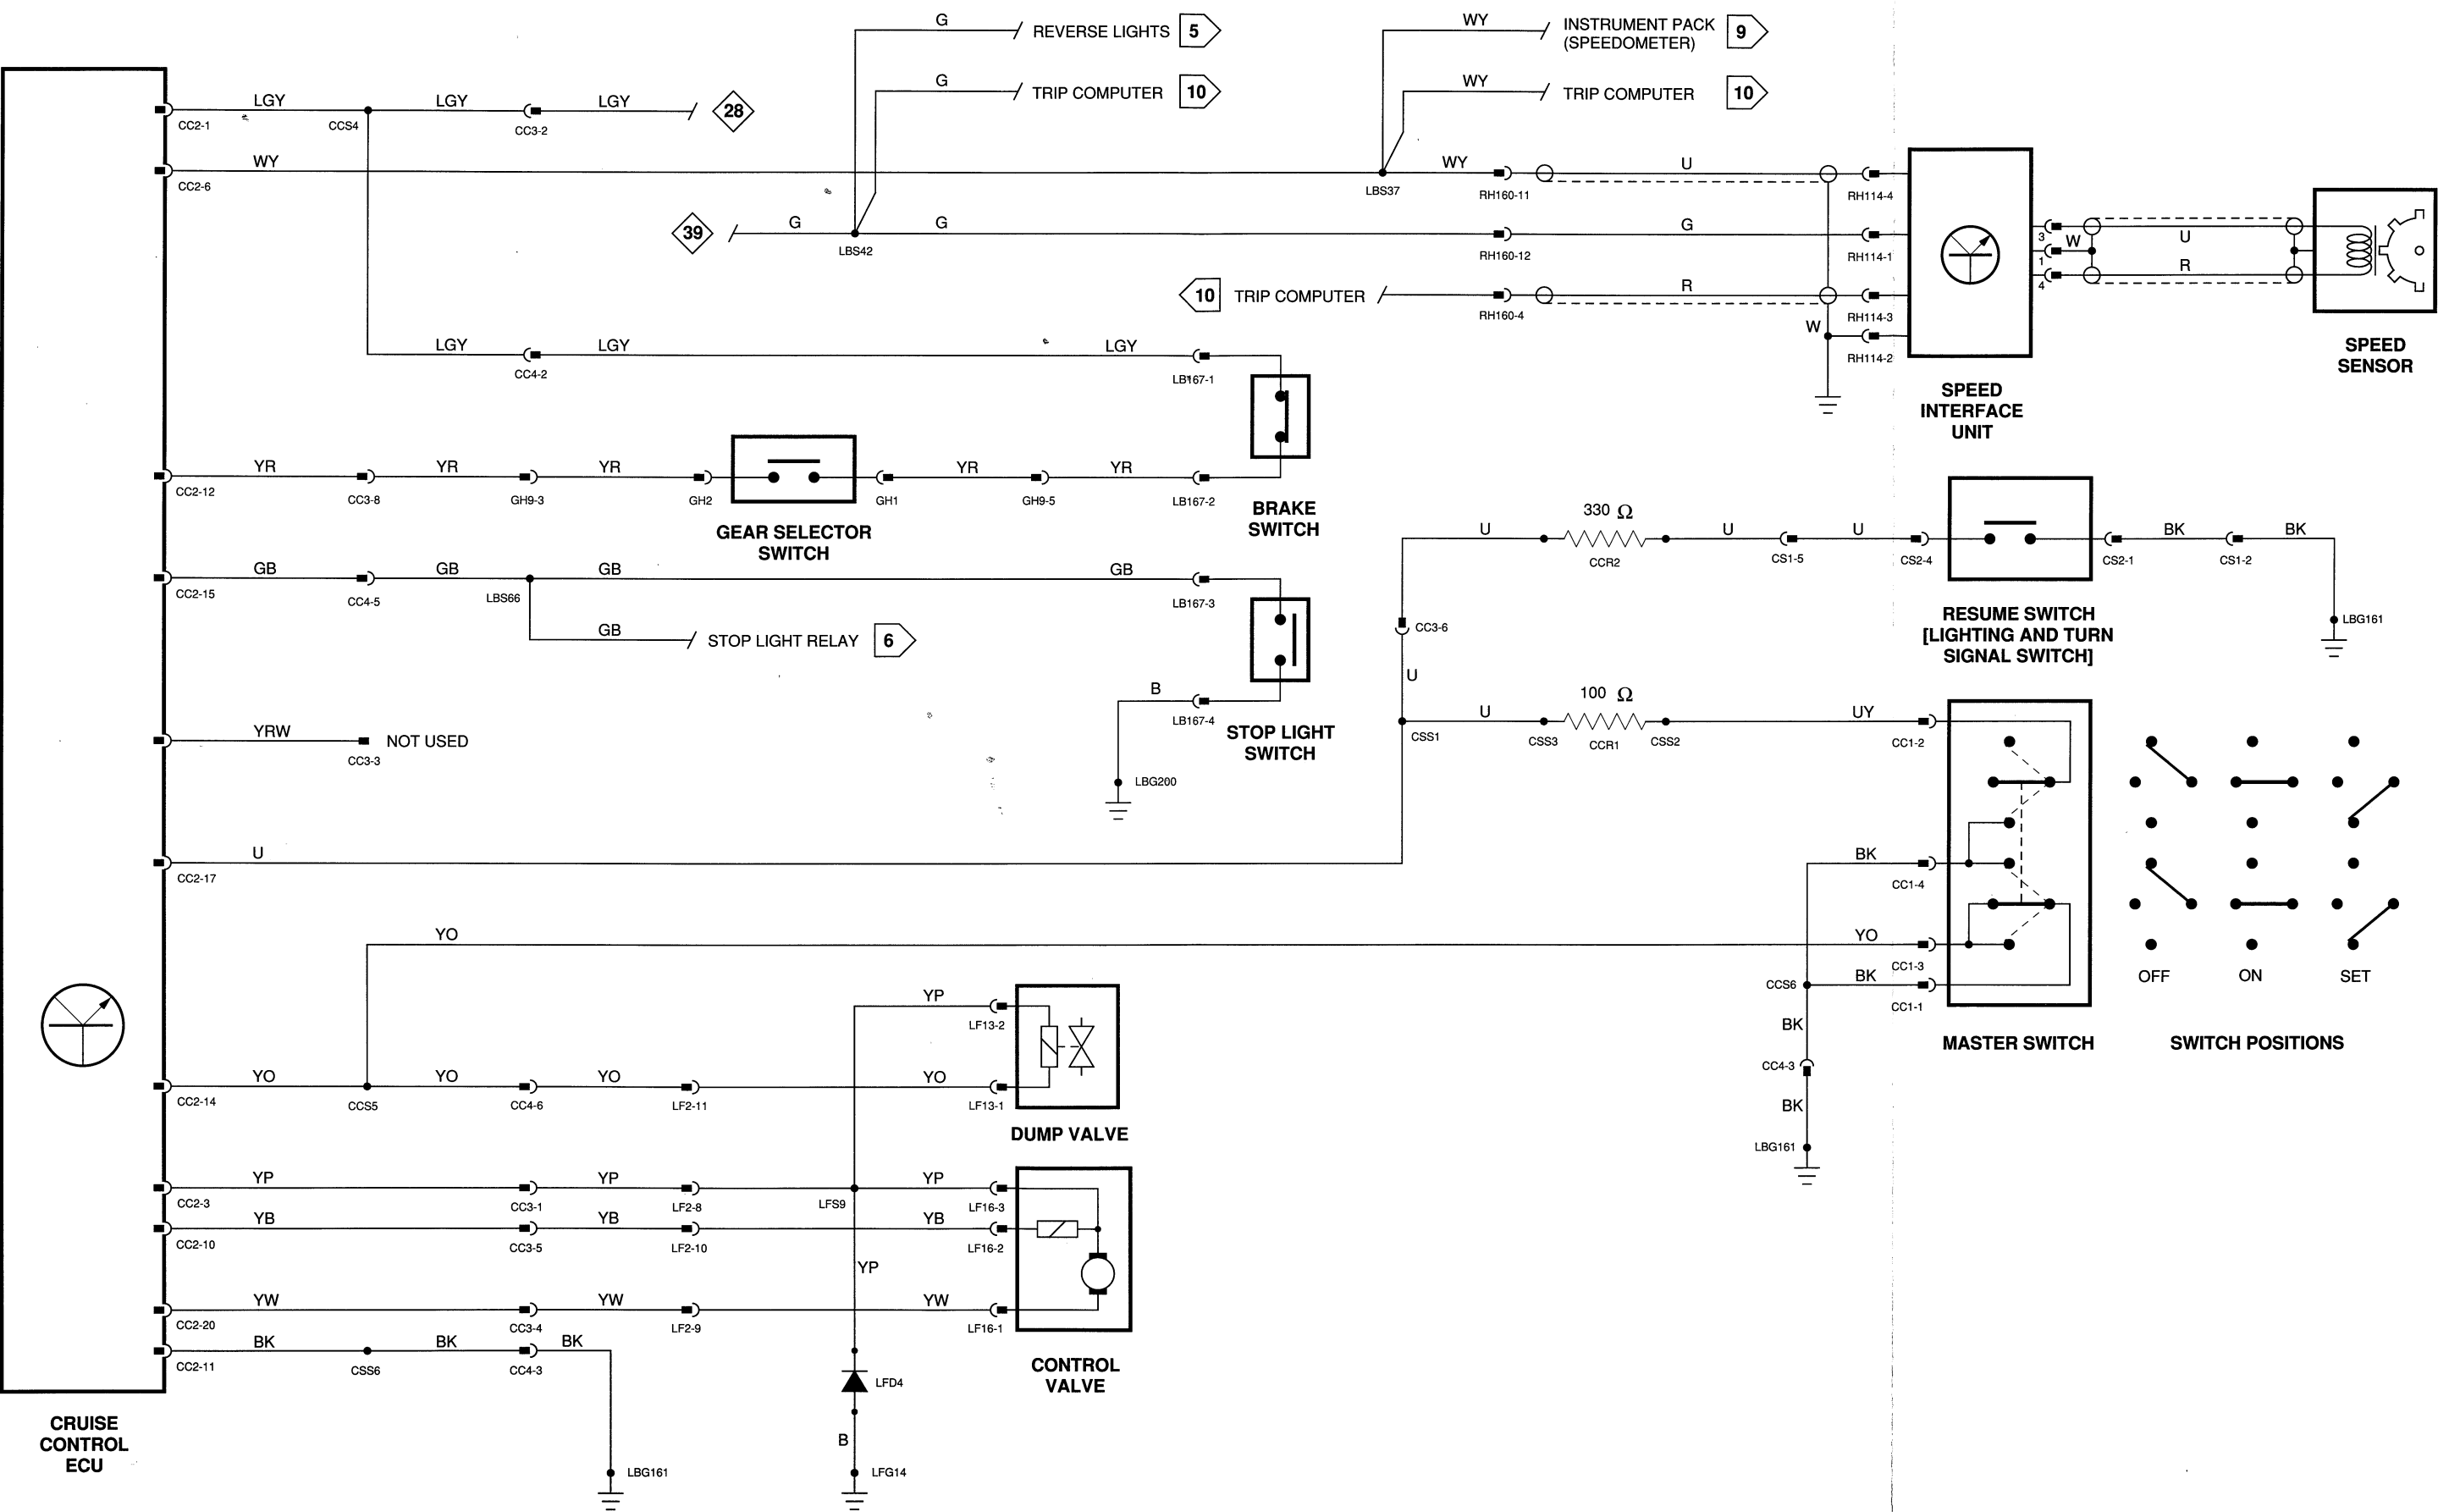 G
REVERSE LIGHTS
5
WY
INSTRUMENT PACK
(SPEEDOMETER)
9
G
TRIP COMPUTER
10
WY
TRIP COMPUTER
10
LGY
LGY
LGY
28
CC2-1
CCS4
CC3-2
WY
WY
U
CC2-6
LBS37
RH160-11
RH114-4
39
G
G
G
LBS42
RH160-12
RH114-1
3
W
1
4
U
R
10
TRIP COMPUTER
R
RH160-4
RH114-3
W
RH114-2
SPEED
SENSOR
SPEED
INTERFACE
UNIT
LGY
LGY
LGY
CC4-2
LB167-1
YR
YR
YR
YR
YR
CC2-12
CC3-8
GH9-3
GH2
GH1
GH9-5
LB167-2
GEAR SELECTOR
SWITCH
BRAKE
SWITCH
330 Ω
U
U
U
BK
BK
CCR2
CS1-5
CS2-4
CS2-1
CS1-2
RESUME SWITCH
[LIGHTING AND TURN
SIGNAL SWITCH]
LBG161
GB
GB
GB
GB
CC2-15
CC4-5
LBS66
LB167-3
GB
STOP LIGHT RELAY
6
CC3-6
U
B
LB167-4
STOP LIGHT
SWITCH
LBG200
100 Ω
U
UY
CSS1
CSS3
CCR1
CSS2
CC1-2
YRW
NOT USED
CC3-3
U
CC2-17
BK
CC1-4
YO
YO
CC1-3
BK
CCS6
CC1-1
OFF
ON
SET
BK
MASTER SWITCH
SWITCH POSITIONS
CC4-3
BK
LBG161
YP
LF13-2
YO
YO
YO
YO
CC2-14
CCS5
CC4-6
LF2-11
LF13-1
DUMP VALVE
YP
YP
YP
CC2-3
CC3-1
LF2-8
LFS9
LF16-3
YB
YB
YB
CC2-10
CC3-5
LF2-10
LF16-2
YP
YW
YW
YW
CC2-20
CC3-4
LF2-9
LF16-1
BK
BK
BK
CC2-11
CSS6
CC4-3
CONTROL
VALVE
LFD4
B
LBG161
LFG14
CRUISE
CONTROL
ECU